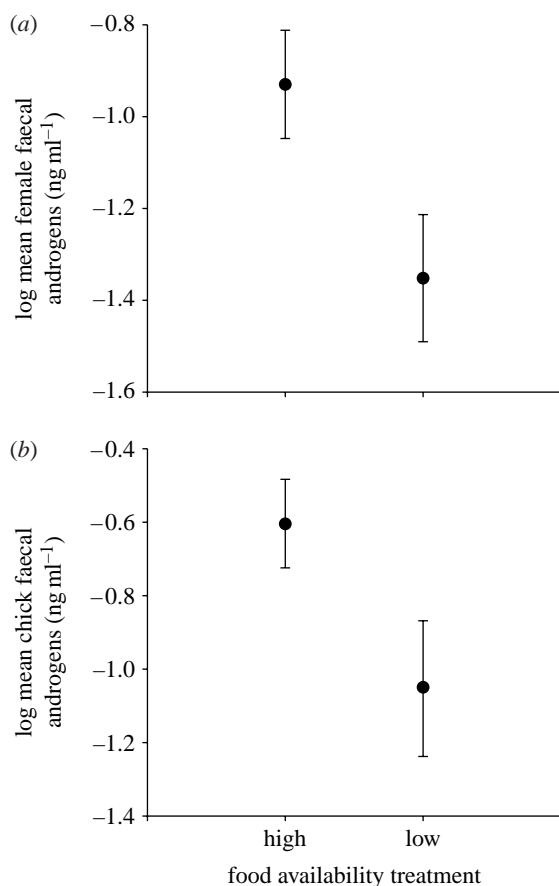 (a)
–0.8
–1.0
–1.2
–1.4
–1.6
log mean female faecal
androgens (ng ml⁻¹)
(b)
–0.4
–0.6
–0.8
–1.0
–1.2
–1.4
log mean chick faecal
androgens (ng ml⁻¹)
high low
food availability treatment